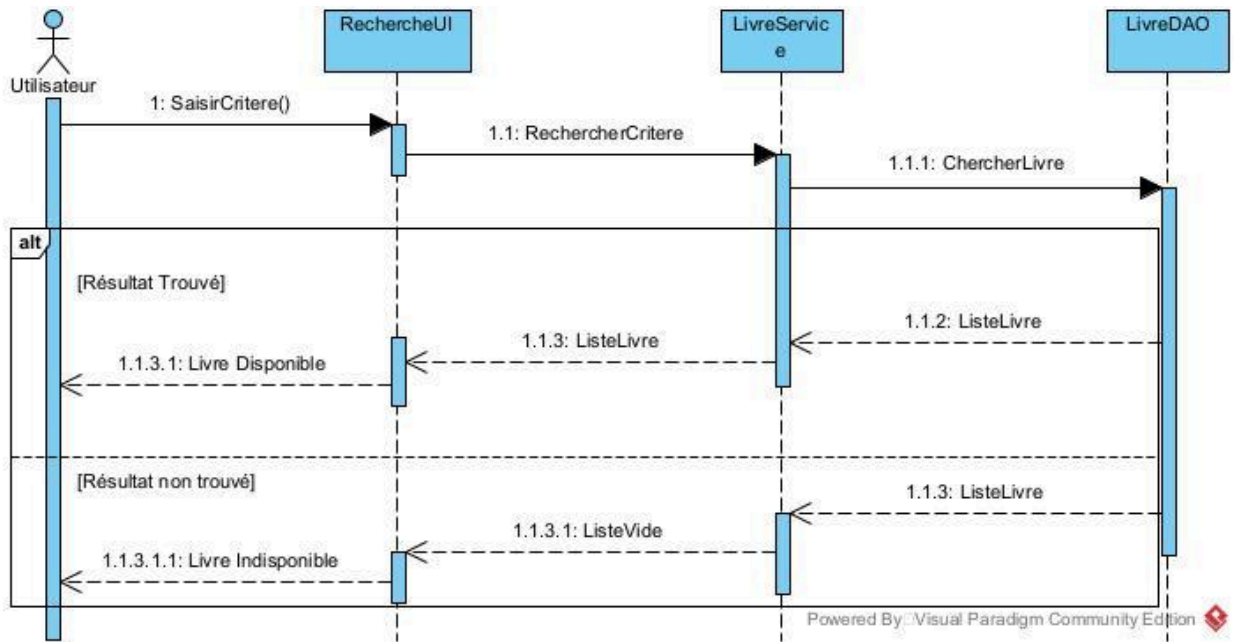 RechercheUI
LivreServic
e
LivreDAO
Utilisateur
1: SaisirCritere()
1.1: RechercherCritere
1.1.1: ChercherLivre
alt
[Résultat Trouvé]
1.1.2: ListeLivre
1.1.3: ListeLivre
1.1.3.1: Livre Disponible
[Résultat non trouvé]
1.1.3: ListeLivre
1.1.3.1: ListeVide
1.1.3.1.1: Livre Indisponible
Powered By Visual Paradigm Community Edition